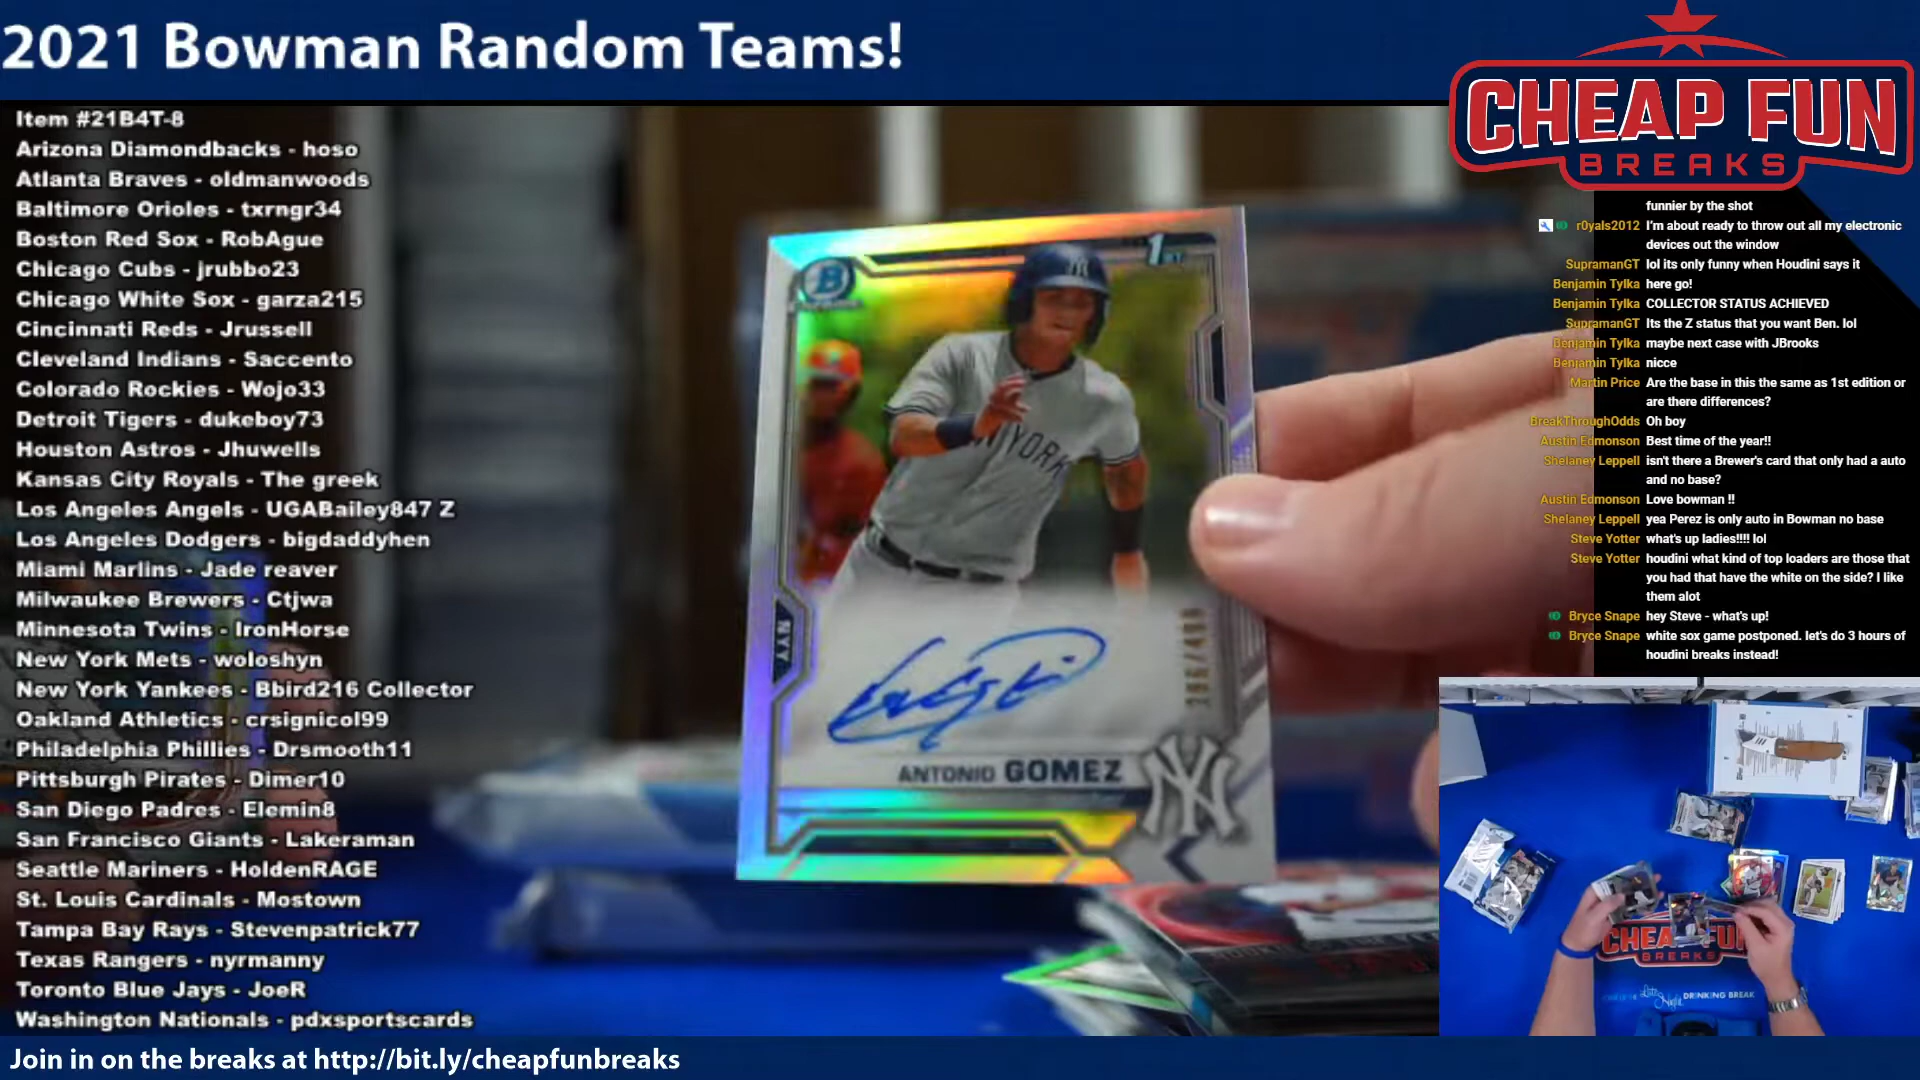 2021 Bowman Random Teams!
CHEAP FUN
BREAKS
Item #21B4T-8
Arizona Diamondbacks - hoso
Atlanta Braves - oldmanwoods
Baltimore Orioles - txrngr34
Boston Red Sox - RobAgue
Chicago Cubs - jrubbo23
Chicago White Sox - garza215
Cincinnati Reds - Jrussell
Cleveland Indians - Saccento
Colorado Rockies - Wojo33
Detroit Tigers - dukeboy73
Houston Astros - Jhuwells
Kansas City Royals - The greek
Los Angeles Angels - UGABailey847 Z
Los Angeles Dodgers - bigdaddyhen
Miami Marlins - Jade reaver
Milwaukee Brewers - Ctjwa
Minnesota Twins - IronHorse
New York Mets - woloshyn
New York Yankees - Bbird216 Collector
Oakland Athletics - crsignicol99
Philadelphia Phillies - Drsmooth11
Pittsburgh Pirates - Dimer10
San Diego Padres - Elemin8
San Francisco Giants - Lakeraman
Seattle Mariners - HoldenRAGE
St. Louis Cardinals - Mostown
Tampa Bay Rays - Stevenpatrick77
Texas Rangers - nyrmanny
Toronto Blue Jays - JoeR
Washington Nationals - pdxsportscards
B
1ST
NEW YORK
NYY
ANTONIO GOMEZ
NY
funnier by the shot
r0yals2012 I'm about ready to throw out all my electronic
devices out the window
SupramanGT lol its only funny when Houdini says it
Benjamin Tylka here go!
Benjamin Tylka COLLECTOR STATUS ACHIEVED
SupramanGT Its the Z status that you want Ben. lol
Benjamin Tylka maybe next case with JBrooks
Benjamin Tylka nicce
Martin Price Are the base in this the same as 1st edition or
are there differences?
BreakThroughOdds Oh boy
Austin Edmonson Best time of the year!!
Shelaney Leppell isn't there a Brewer's card that only had a auto
and no base?
Austin Edmonson Love bowman !!
Shelaney Leppell yea Perez is only auto in Bowman no base
Steve Yotter what's up ladies!!!! lol
Steve Yotter houdini what kind of top loaders are those that
you had that have the white on the side? I like
them alot
Bryce Snape hey Steve - what's up!
Bryce Snape white sox game postponed. let's do 3 hours of
houdini breaks instead!
CHEAP FUN
BREAKS
Late Night DRINKING BREAK
Join in on the breaks at http://bit.ly/cheapfunbreaks